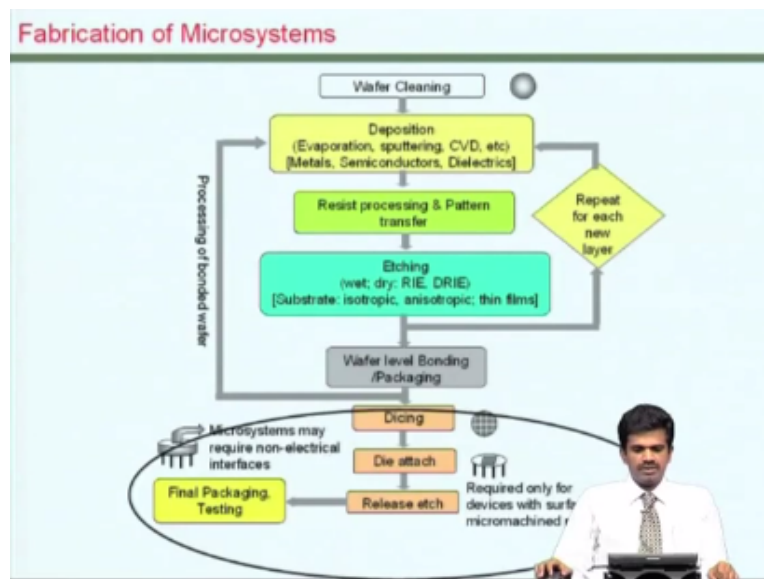 Fabrication of Microsystems
Wafer Cleaning
Deposition
(Evaporation, sputtering, CVD, etc)
[Metals, Semiconductors, Dielectrics]
Resist processing & Pattern
transfer
Etching
(wet; dry: RIE, DRIE)
[Substrate: isotropic, anisotropic; thin films]
Repeat
for each
new
layer
Processing of bonded wafer
Wafer level Bonding
/Packaging
Dicing
Die attach
Release etch
Microsystems may
require non-electrical
interfaces
Required only for
devices with
micromachined
Final Packaging,
Testing